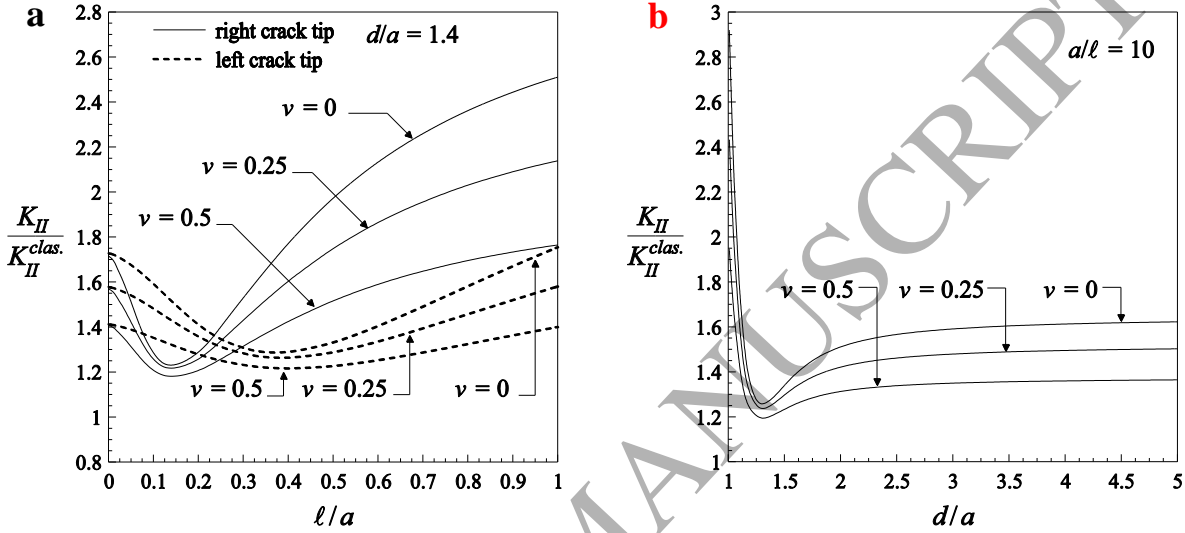 a
right crack tip
left crack tip
d/a = 1.4
ν = 0
ν = 0.25
ν = 0.5
ν = 0.5
ν = 0.25
ν = 0
2.8
2.6
2.4
2.2
2
1.8
1.6
1.4
1.2
1
0.8
K_II
K_II^clas.
0 0.1 0.2 0.3 0.4 0.5 0.6 0.7 0.8 0.9 1
ℓ/a
b
a/ℓ = 10
ν = 0.5
ν = 0.25
ν = 0
3
2.8
2.6
2.4
2.2
2
1.8
1.6
1.4
1.2
1
K_II
K_II^clas.
1 1.5 2 2.5 3 3.5 4 4.5 5
d/a
MANUSCRIPT